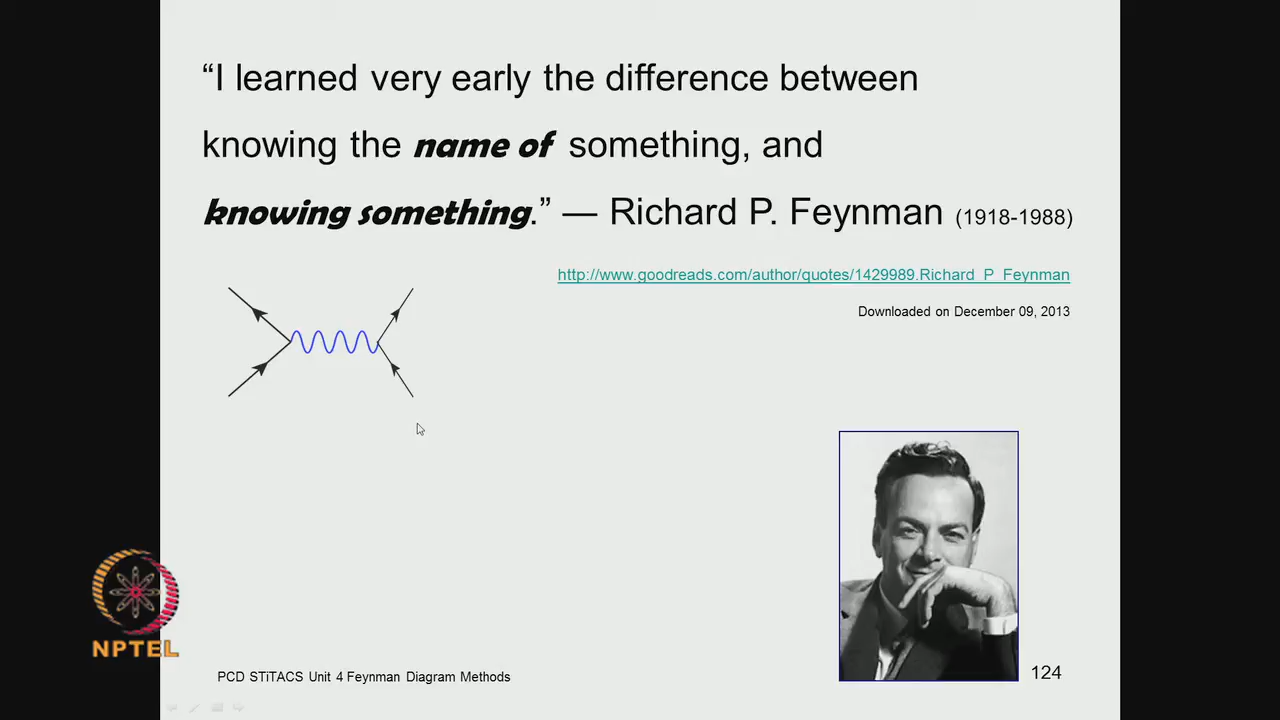 “I learned very early the difference between
knowing the name of something, and
knowing something.” — Richard P. Feynman (1918-1988)
http://www.goodreads.com/author/quotes/1429989.Richard_P_Feynman
Downloaded on December 09, 2013
NPTEL
PCD STiTACS Unit 4 Feynman Diagram Methods
124